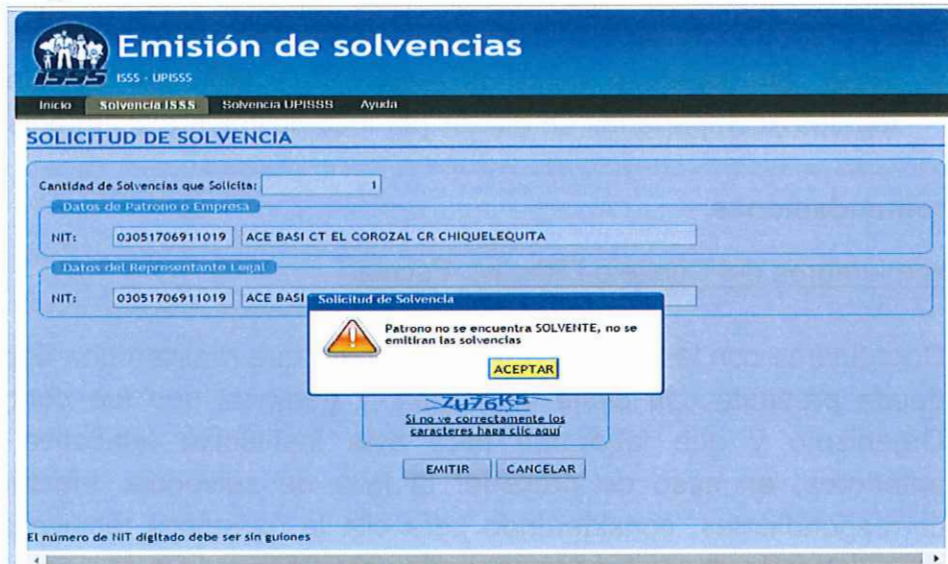 Emisión de solvencias
ISSS
ISSS - UPISSS
Inicio Solvencia ISSS Solvencia UPISSS Ayuda
SOLICITUD DE SOLVENCIA
Cantidad de Solvencias que Solicita: 1
Datos de Patrono o Empresa
NIT: 03051706911019 ACE BASI CT EL COROZAL CR CHIQUELEQUITA
Datos del Representante Legal
NIT: 03051706911019 ACE BASI
Solicitud de Solvencia
Patrono no se encuentra SOLVENTE, no se
emitiran las solvencias
ACEPTAR
ZU76K5
Si no ve correctamente los
caracteres haga clic aquí
EMITIR CANCELAR
El número de NIT digitado debe ser sin guiones